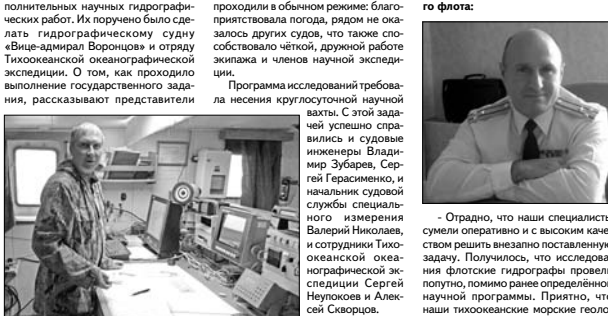 полнительных научных гидрографи-
ческих работ. Их поручено было сде-
лать гидрографическому судну
«Вице-адмирал Воронцов» и отряду
Тихоокеанской океанографической
экспедиции. О том, как проходило
выполнение государственного зада-
ния, рассказывают представители
проходили в обычном режиме: благо-
приятствовала погода, рядом не ока-
залось других судов, что также спо-
собствовало чёткой, дружной работе
экипажа и членов научной экспеди-
ции.
Программа исследований требова-
ла несения круглосуточной научной
вахты. С этой зада-
чей успешно спра-
вились и судовые
инженеры Влади-
мир Зубарев, Сер-
гей Герасименко, и
начальник судовой
службы специаль-
ного измерения
Валерий Николаев,
и сотрудники Тихо-
океанской океа-
нографической эк-
спедиции Сергей
Неупокоев и Алек-
сей Скворцов.
го флота:
- Отрадно, что наши специалисты
сумели оперативно и с высоким каче
ством решить внезапно поставленную
задачу. Получилось, что исследова
ния флотские гидрографы провели
попутно, помимо ранее определённой
научной программы. Приятно, что
наши тихоокеанские морские геоло